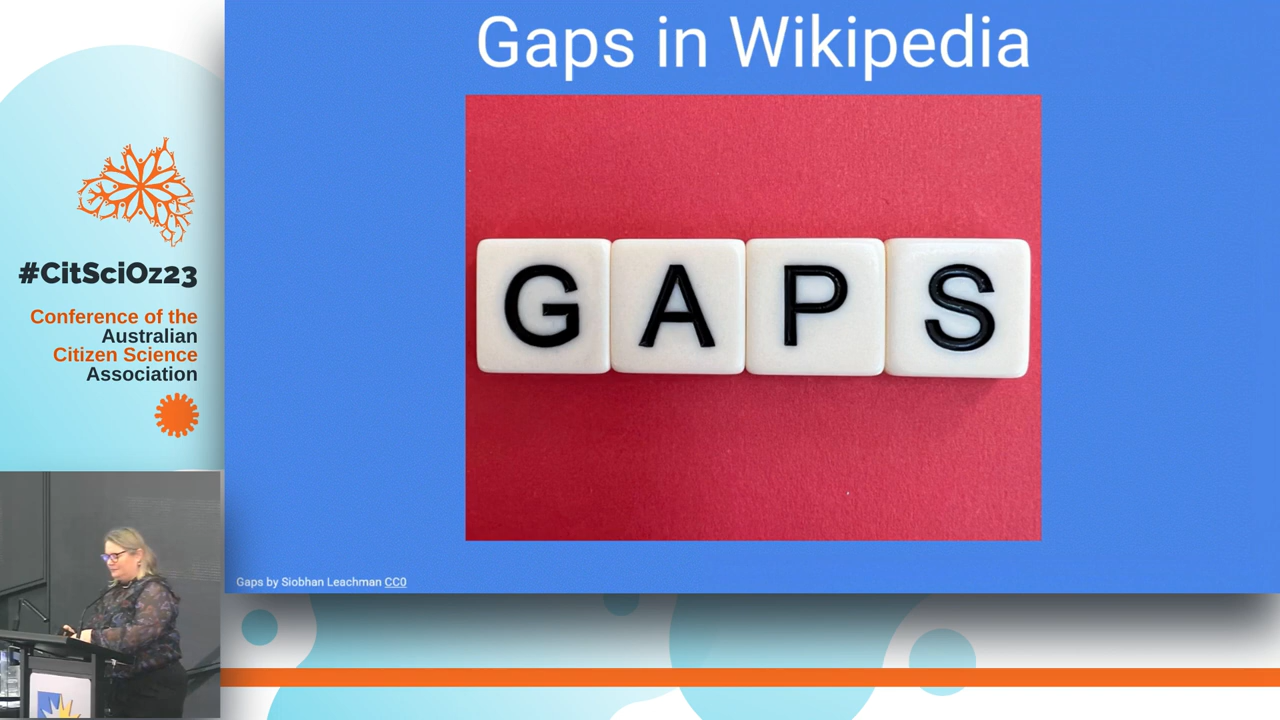 Gaps in Wikipedia
GAPS
#CitSciOz23
Conference of the
Australian
Citizen Science
Association
Gaps by Siobhan Leachman CC0